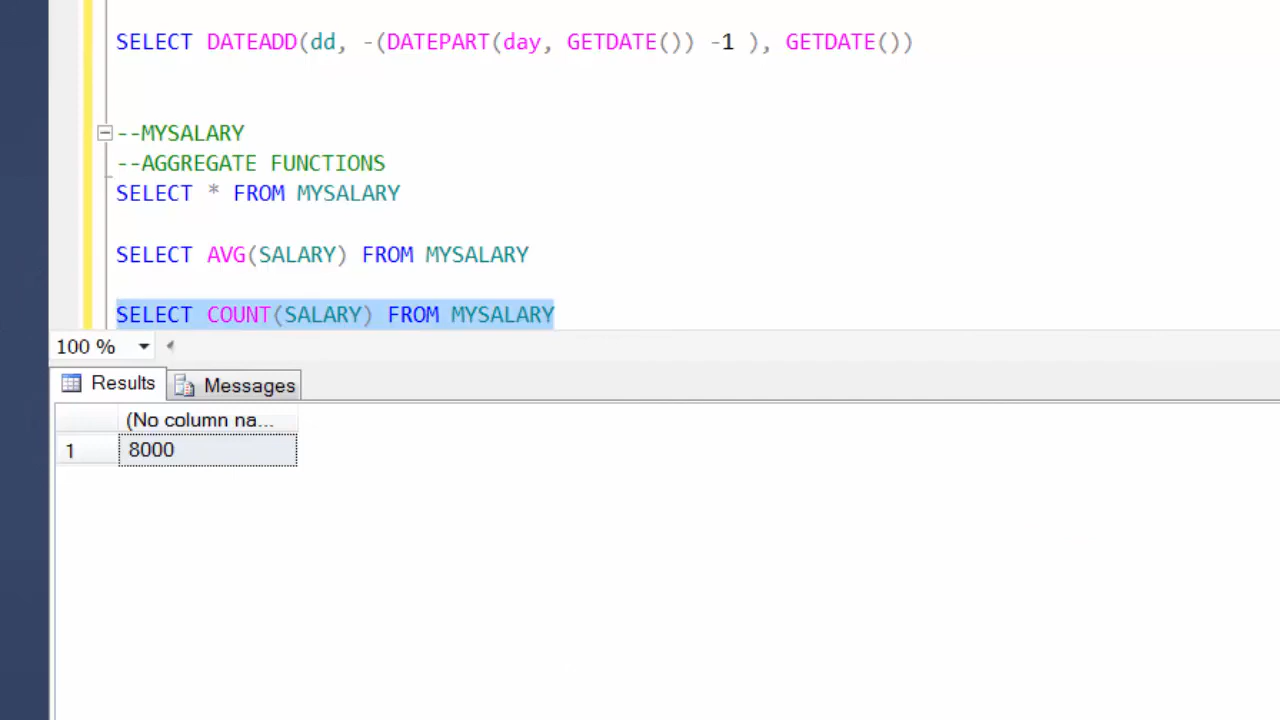 SELECT DATEADD(dd, -(DATEPART(day, GETDATE()) -1 ), GETDATE())
--MYSALARY
--AGGREGATE FUNCTIONS
SELECT * FROM MYSALARY
SELECT AVG(SALARY) FROM MYSALARY
SELECT COUNT(SALARY) FROM MYSALARY
100 %
Results Messages
(No column na...
1 8000